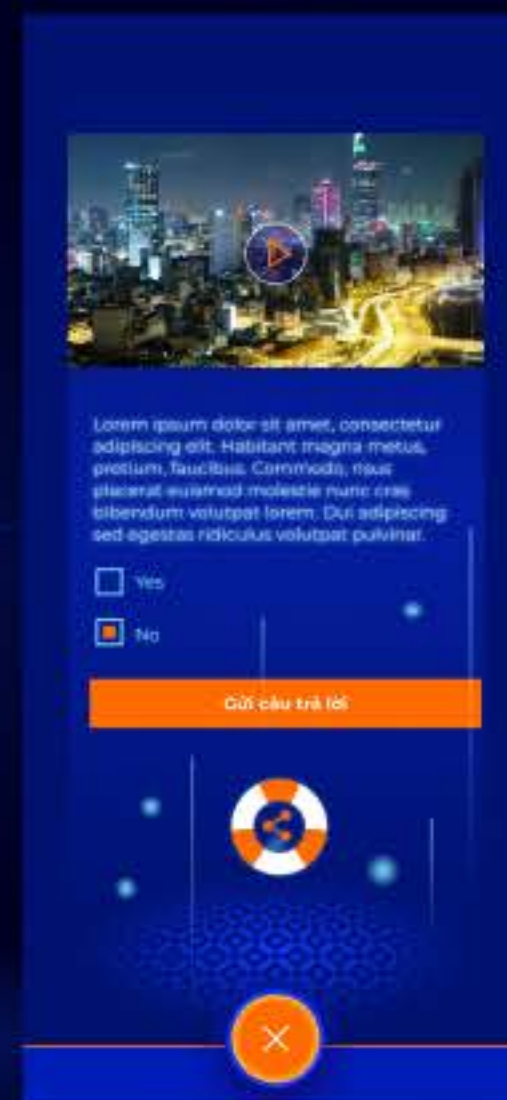 Lorem ipsum dolor sit amet, consectetur
adipiscing elit. Habitant magna metus,
pretium, faucibus. Commodo, risus
placerat euismod molestie nunc cras
bibendum volutpat lorem. Dui adipiscing
sed egestas ridiculus volutpat pulvinar.
Yes
No
Gửi câu trả lời